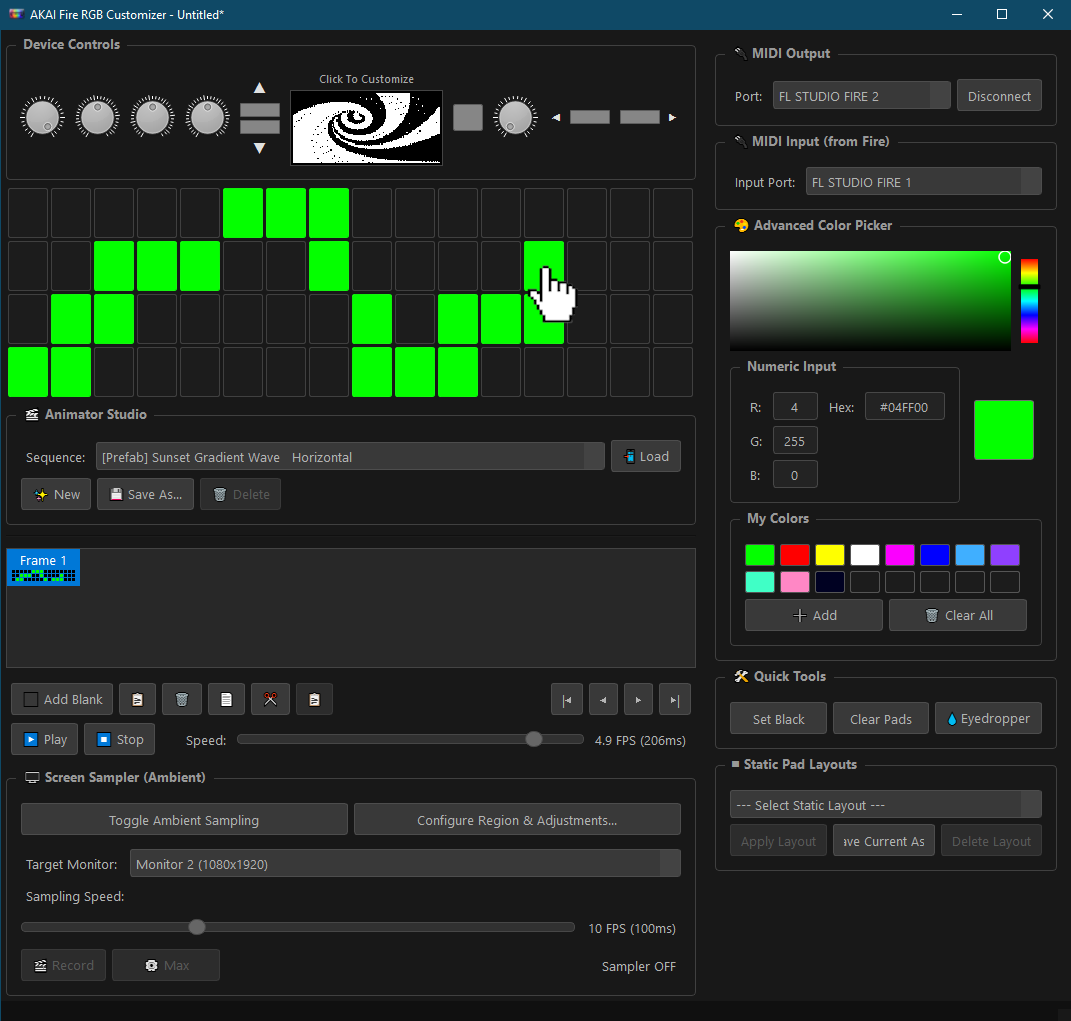 AKAI Fire RGB Customizer - Untitled*
Device Controls
Click To Customize
Animator Studio
Sequence: [Prefab] Sunset Gradient Wave Horizontal Load
New Save As... Delete
Frame 1
Add Blank
Play Stop Speed: 4.9 FPS (206ms)
Screen Sampler (Ambient)
Toggle Ambient Sampling Configure Region & Adjustments...
Target Monitor: Monitor 2 (1080x1920)
Sampling Speed:
10 FPS (100ms)
Record Max Sampler OFF
MIDI Output
Port: FL STUDIO FIRE 2 Disconnect
MIDI Input (from Fire)
Input Port: FL STUDIO FIRE 1
Advanced Color Picker
Numeric Input
R: 4 Hex: #04FF00
G: 255
B: 0
My Colors
Add Clear All
Quick Tools
Set Black Clear Pads Eyedropper
Static Pad Layouts
--- Select Static Layout ---
Apply Layout ave Current As Delete Layout